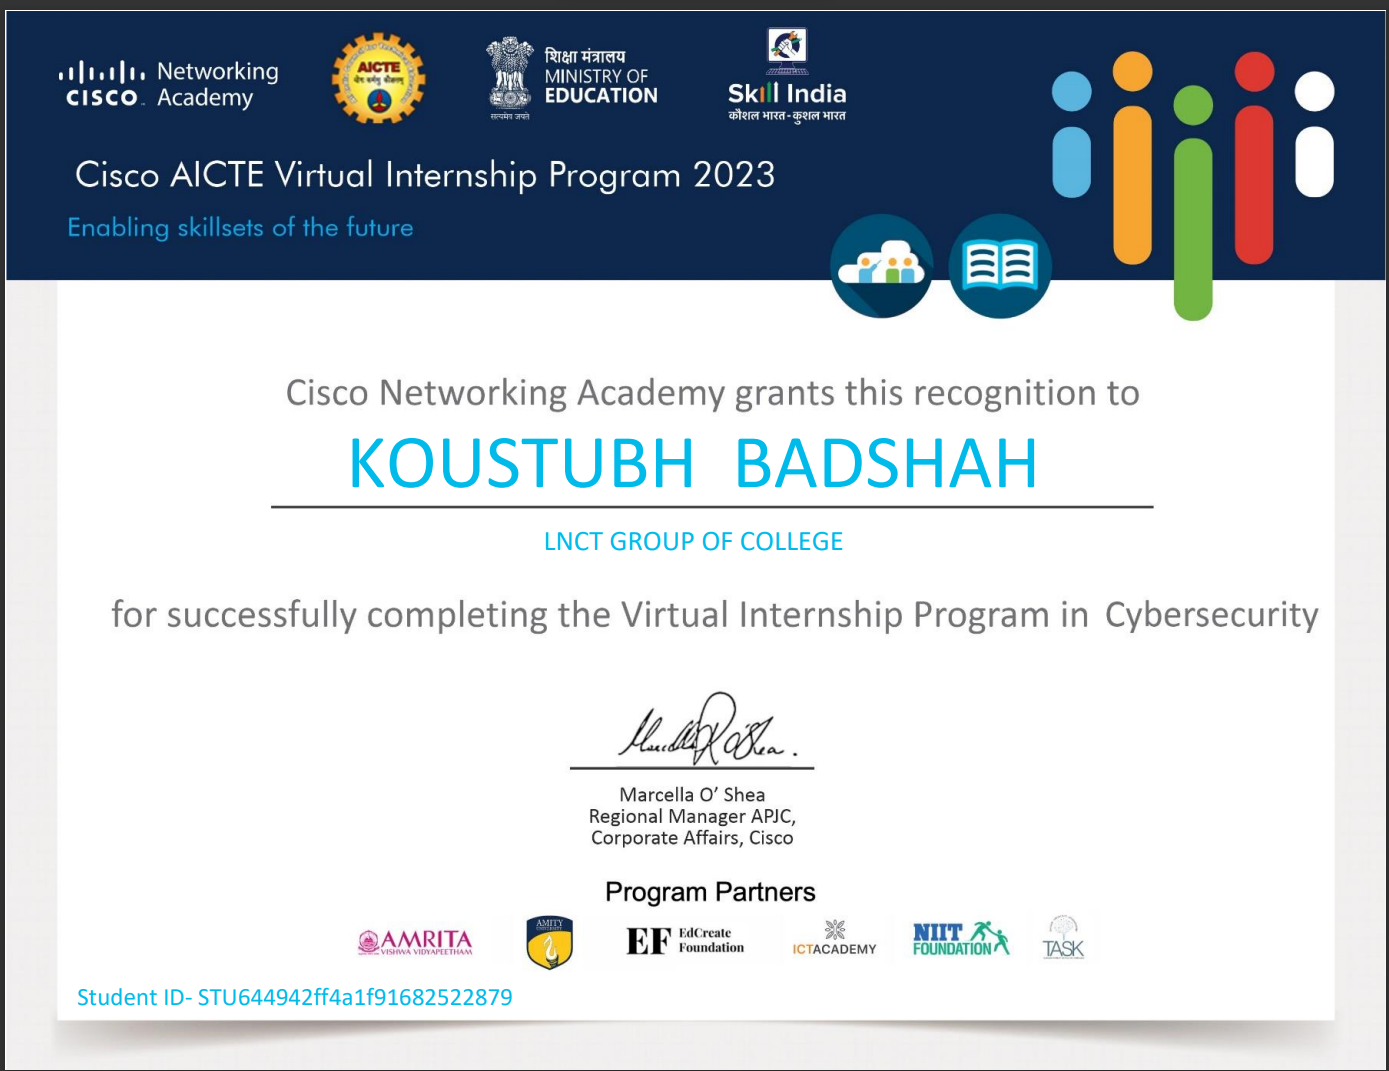 CISCO Networking Academy
AICTE
शिक्षा मंत्रालय
MINISTRY OF
EDUCATION
सत्यमेव जयते
Skill India
कौशल भारत - कुशल भारत
Cisco AICTE Virtual Internship Program 2023
Enabling skillsets of the future
Cisco Networking Academy grants this recognition to
KOUSTUBH BADSHAH
LNCT GROUP OF COLLEGE
for successfully completing the Virtual Internship Program in Cybersecurity
Marcella O' Shea
Regional Manager APJC,
Corporate Affairs, Cisco
Program Partners
AMRITA
VISHWA VIDYAPEETHAM
AMITY
UNIVERSITY
EF EdCreate
Foundation
ICTACADEMY
NIIT
FOUNDATION
TASK
Student ID- STU644942ff4a1f91682522879